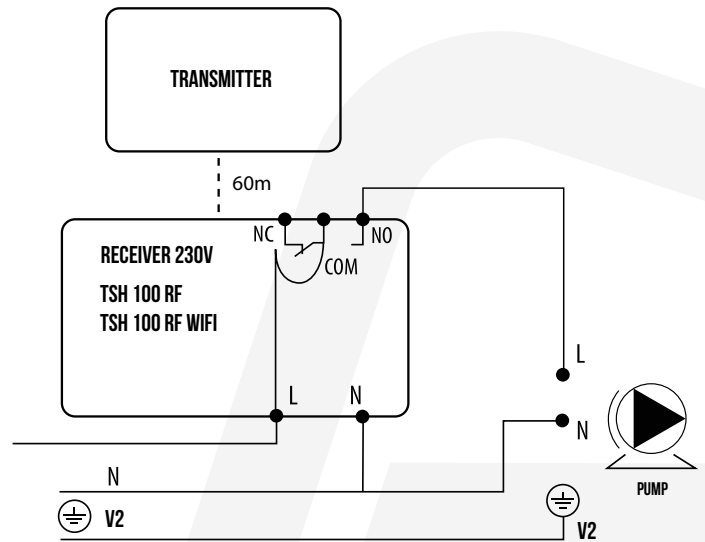 TRANSMITTER
60m
NC
NO
COM
RECEIVER 230V
TSH 100 RF
TSH 100 RF WIFI
L
N
L
N
N
V2
PUMP
V2